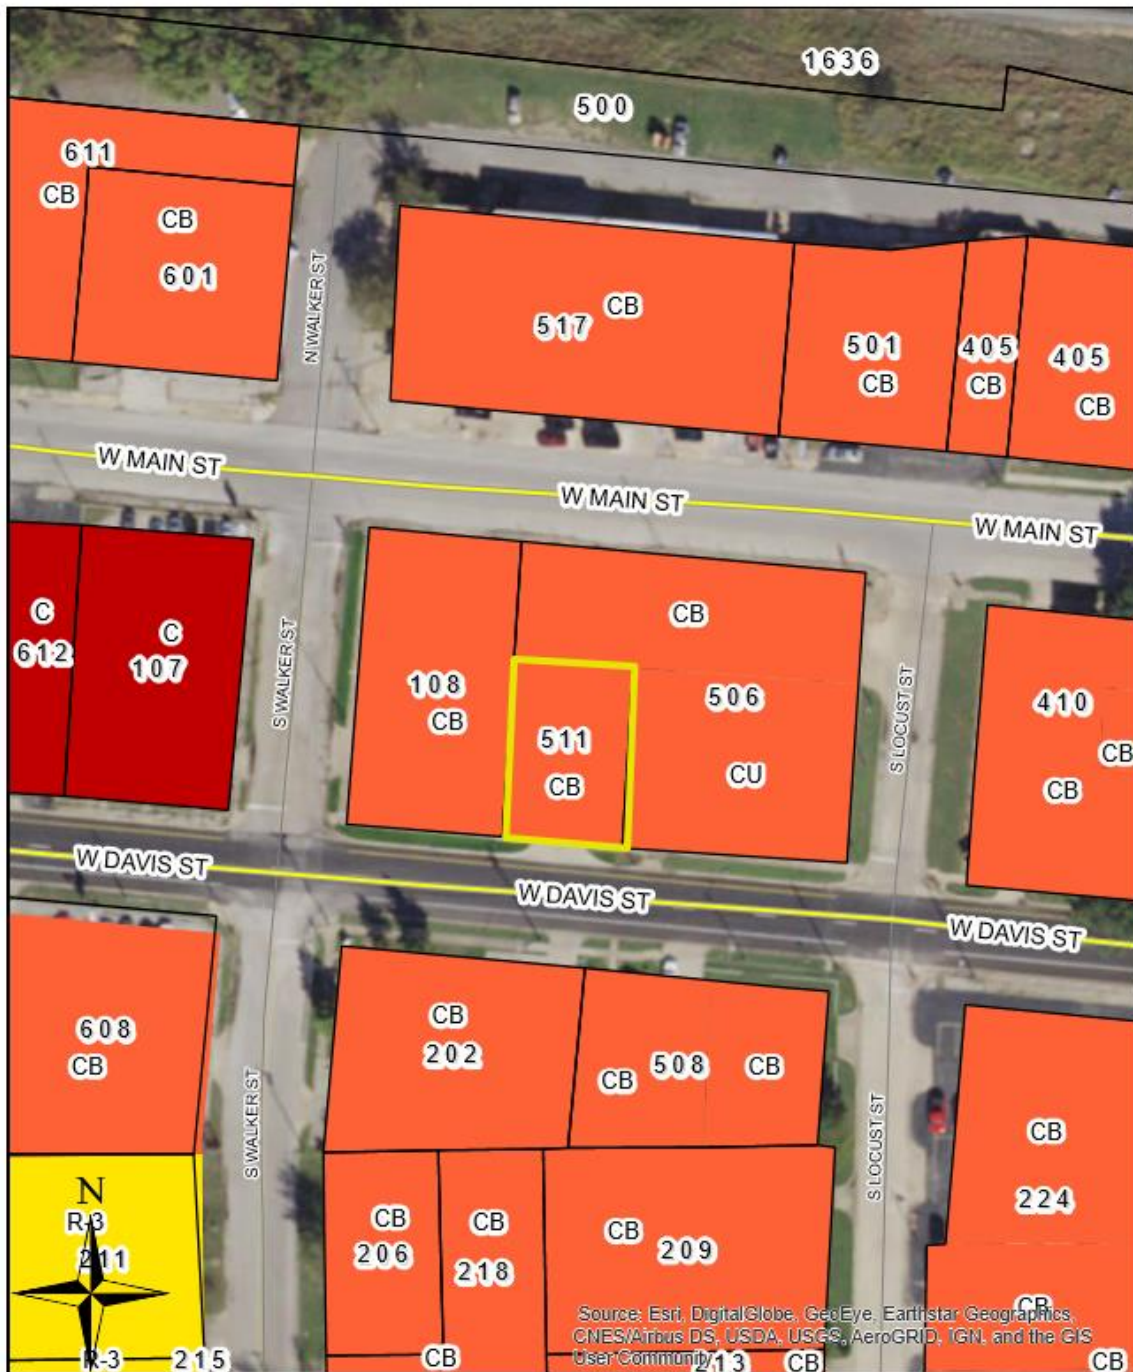 1636
500
611
CB
CB
601
N WALKER ST
CB
517
501
CB
405
CB
405
CB
W MAIN ST
W MAIN ST
W MAIN ST
C
612
C
107
S WALKER ST
108
CB
CB
511
CB
506
CU
S LOCUST ST
410
CB
CB
W DAVIS ST
W DAVIS ST
W DAVIS ST
608
CB
S WALKER ST
CB
202
CB
508
CB
S LOCUST ST
CB
224
N
R-3
211
CB
206
CB
218
CB
209
CB
Source: Esri, DigitalGlobe, GeoEye, Earthstar Geographics,
CNES/Airbus DS, USDA, USGS, AeroGRID, IGN, and the GIS
User Community
R-3
215
CB
213
CB
CB